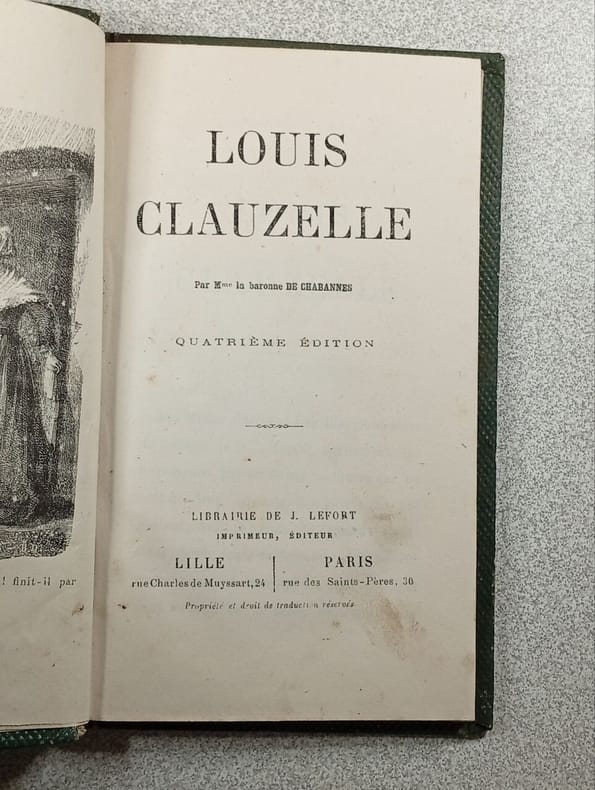 LOUIS
CLAUZELLE
Par Mme la baronne DE CHABANNES
QUATRIÈME ÉDITION
LIBRAIRIE DE J. LEFORT
IMPRIMEUR, ÉDITEUR
LILLE
rue Charles de Muyssart, 24
PARIS
rue des Saints-Pères, 30
Propriété et droit de traduction réservés
! finit-il par